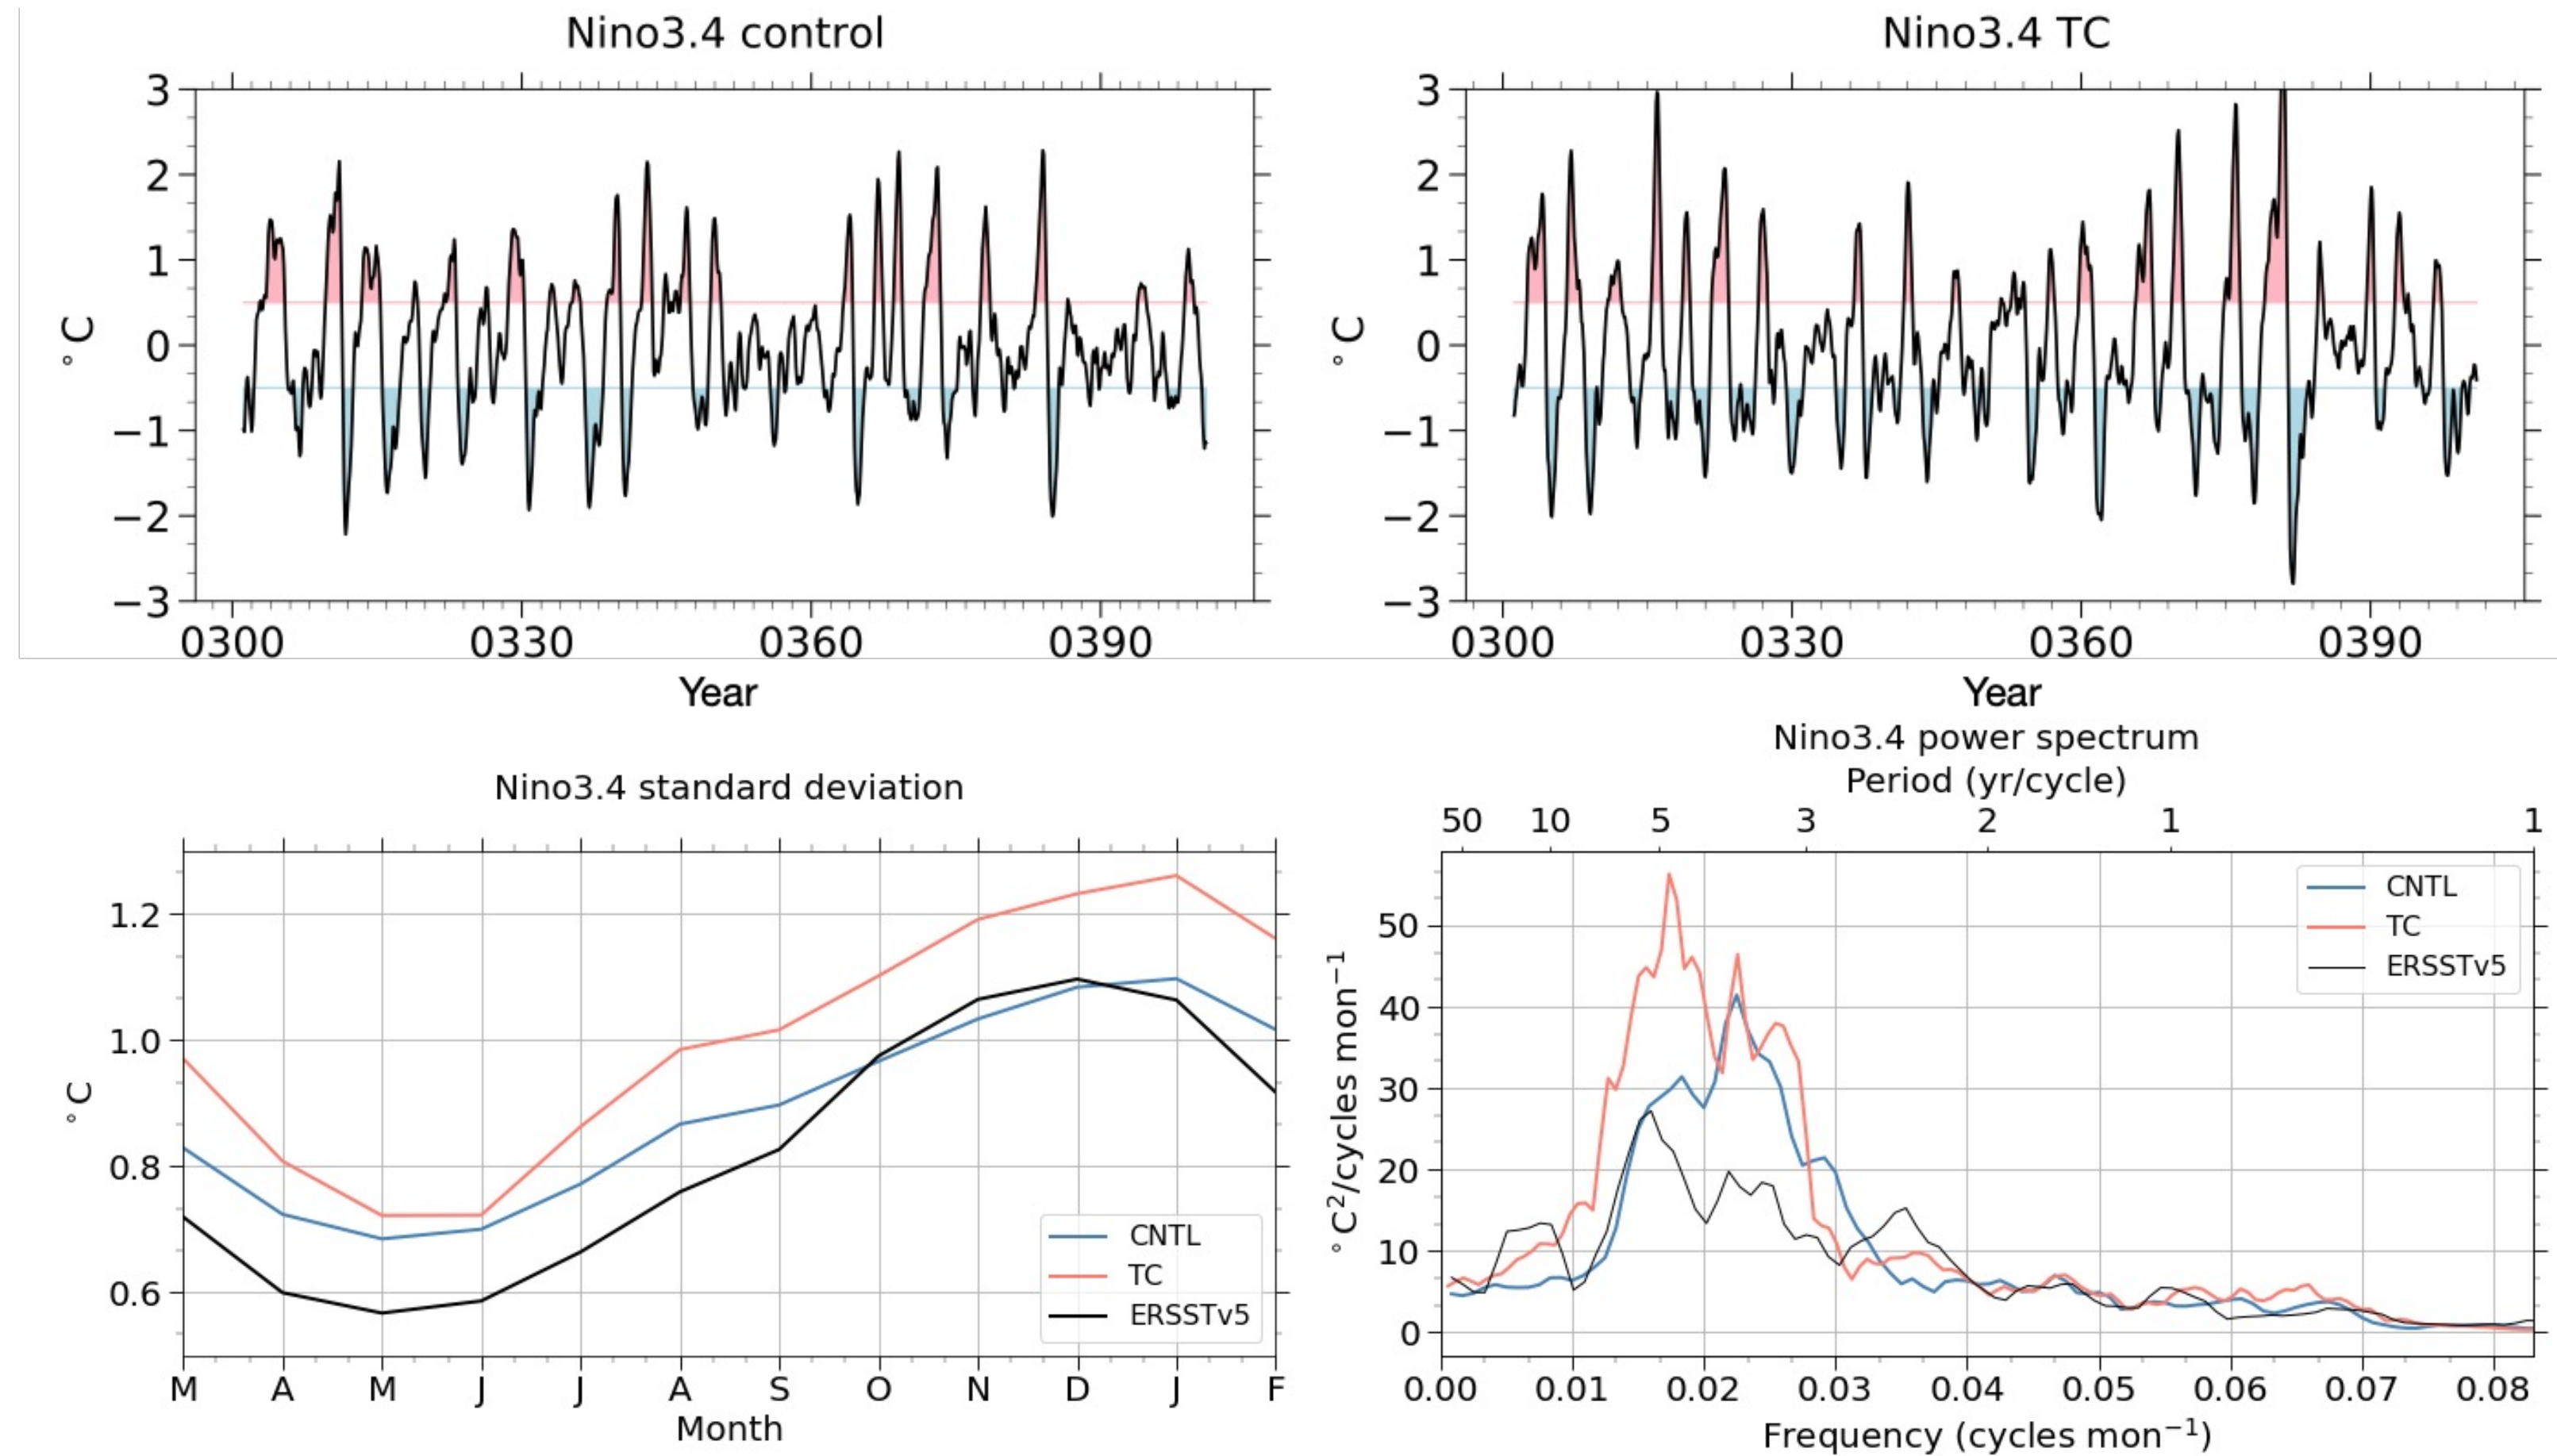 Nino3.4 control
3
2
1
0
−1
−2
−3
°C
0300 0330 0360 0390
Year
Nino3.4 TC
3
2
1
0
−1
−2
−3
°C
0300 0330 0360 0390
Year
Nino3.4 standard deviation
1.2
1.0
0.8
0.6
°C
CNTL
TC
ERSSTv5
M A M J J A S O N D J F
Month
Nino3.4 power spectrum
Period (yr/cycle)
50 10 5 3 2 1 1
50
40
30
20
10
0
°C²/cycles mon⁻¹
CNTL
TC
ERSSTv5
0.00 0.01 0.02 0.03 0.04 0.05 0.06 0.07 0.08
Frequency (cycles mon⁻¹)